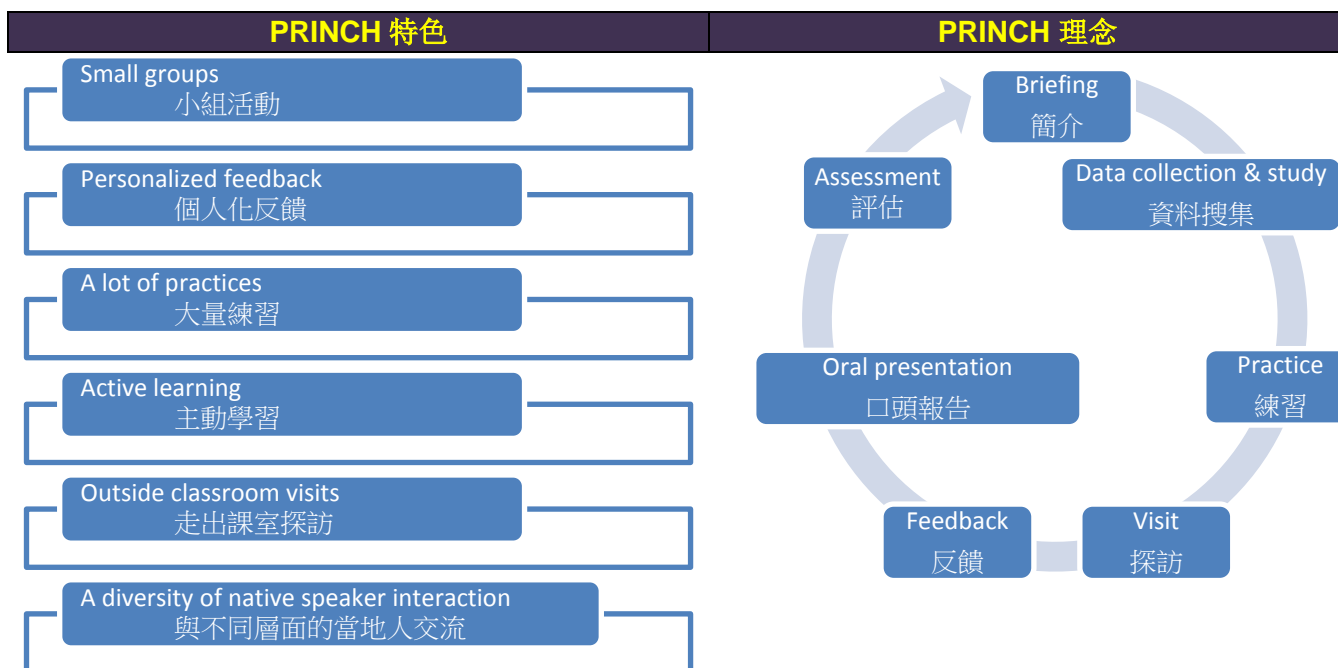 PRINCH 特色
Small groups
小組活動
Personalized feedback
個人化反饋
A lot of practices
大量練習
Active learning
主動學習
Outside classroom visits
走出課室探訪
A diversity of native speaker interaction
與不同層面的當地人交流
PRINCH 理念
Briefing
簡介
Data collection & study
資料搜集
Practice
練習
Visit
探訪
Feedback
反饋
Oral presentation
口頭報告
Assessment
評估